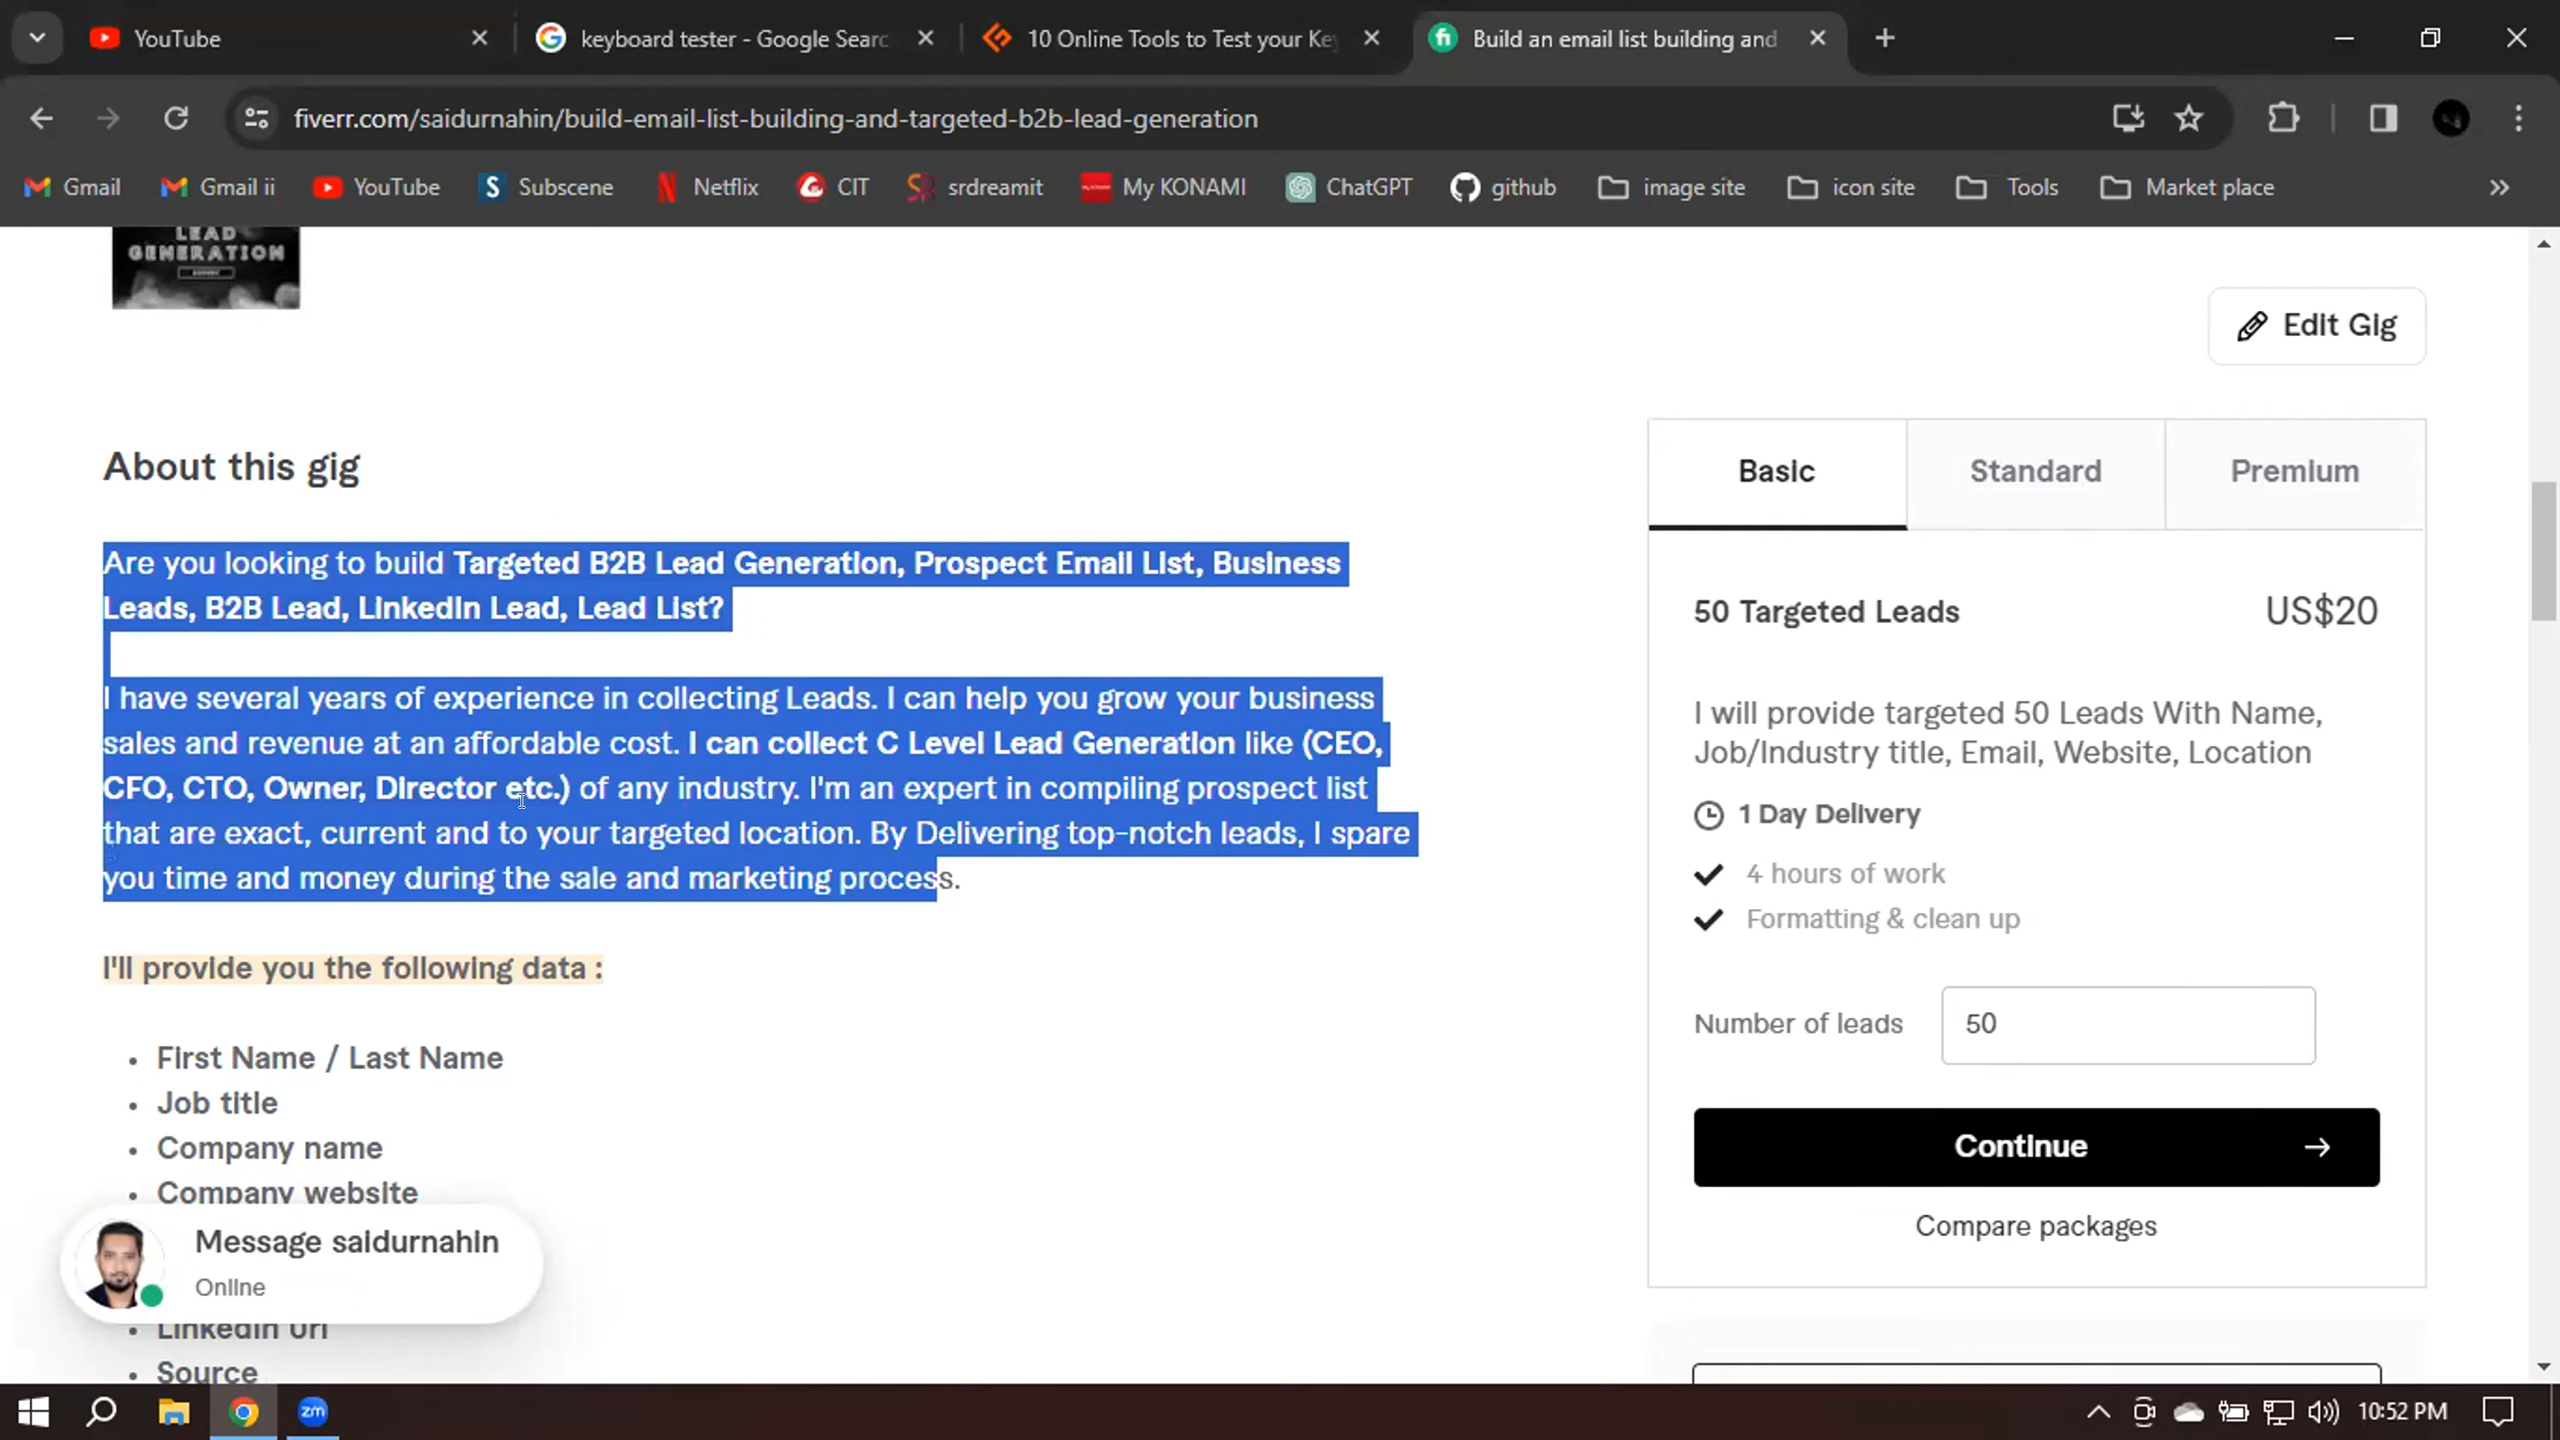 YouTube
keyboard tester - Google Searc
10 Online Tools to Test your Key
Build an email list building and
fiverr.com/saidurnahin/build-email-list-building-and-targeted-b2b-lead-generation
Gmail
Gmail ii
YouTube
Subscene
Netflix
CIT
srdreamit
My KONAMI
ChatGPT
github
image site
icon site
Tools
Market place
LEAD
GENERATION
Edit Gig
About this gig
Are you looking to build Targeted B2B Lead Generation, Prospect Email List, Business
Leads, B2B Lead, LinkedIn Lead, Lead List?
I have several years of experience in collecting Leads. I can help you grow your business
sales and revenue at an affordable cost. I can collect C Level Lead Generation like (CEO,
CFO, CTO, Owner, Director etc.) of any industry. I'm an expert in compiling prospect list
that are exact, current and to your targeted location. By Delivering top-notch leads, I spare
you time and money during the sale and marketing process.
I'll provide you the following data :
• First Name / Last Name
• Job title
• Company name
• Company website
Message saidurnahin
Online
• LinkedIn Url
• Source
Basic
Standard
Premium
50 Targeted Leads
US$20
I will provide targeted 50 Leads With Name,
Job/Industry title, Email, Website, Location
1 Day Delivery
4 hours of work
Formatting & clean up
Number of leads
50
Continue
Compare packages
zm
10:52 PM